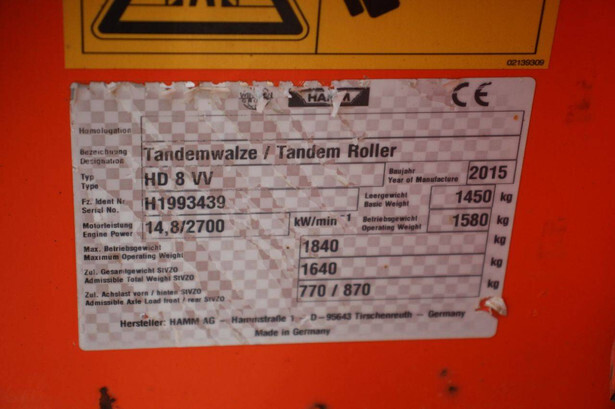 02139309
HAMM CE
Homologation
Bezeichnung
Designation
Tandemwalze / Tandem Roller
Typ
Type
HD 8 VV
Baujahr
Year of Manufacture
2015
Fz. Ident Nr
Serial No.
H1993439
Leergewicht
Basic Weight
1450 kg
Motorleistung
Engine Power
14,8/2700
kW/min⁻¹
Betriebsgewicht
Operating Weight
1580 kg
Max. Betriebsgewicht
Maximum Operating Weight
1840 kg
Zul. Gesamtgewicht StVZO
Admissible Total Weight StVZO
1640 kg
Zul. Achslast vorn / hinten StVZO
Admissible Axle Load front / rear StVZO
770 / 870 kg
Hersteller: HAMM AG – Hammstraße 1 – D–95643 Tirschenreuth – Germany
Made in Germany